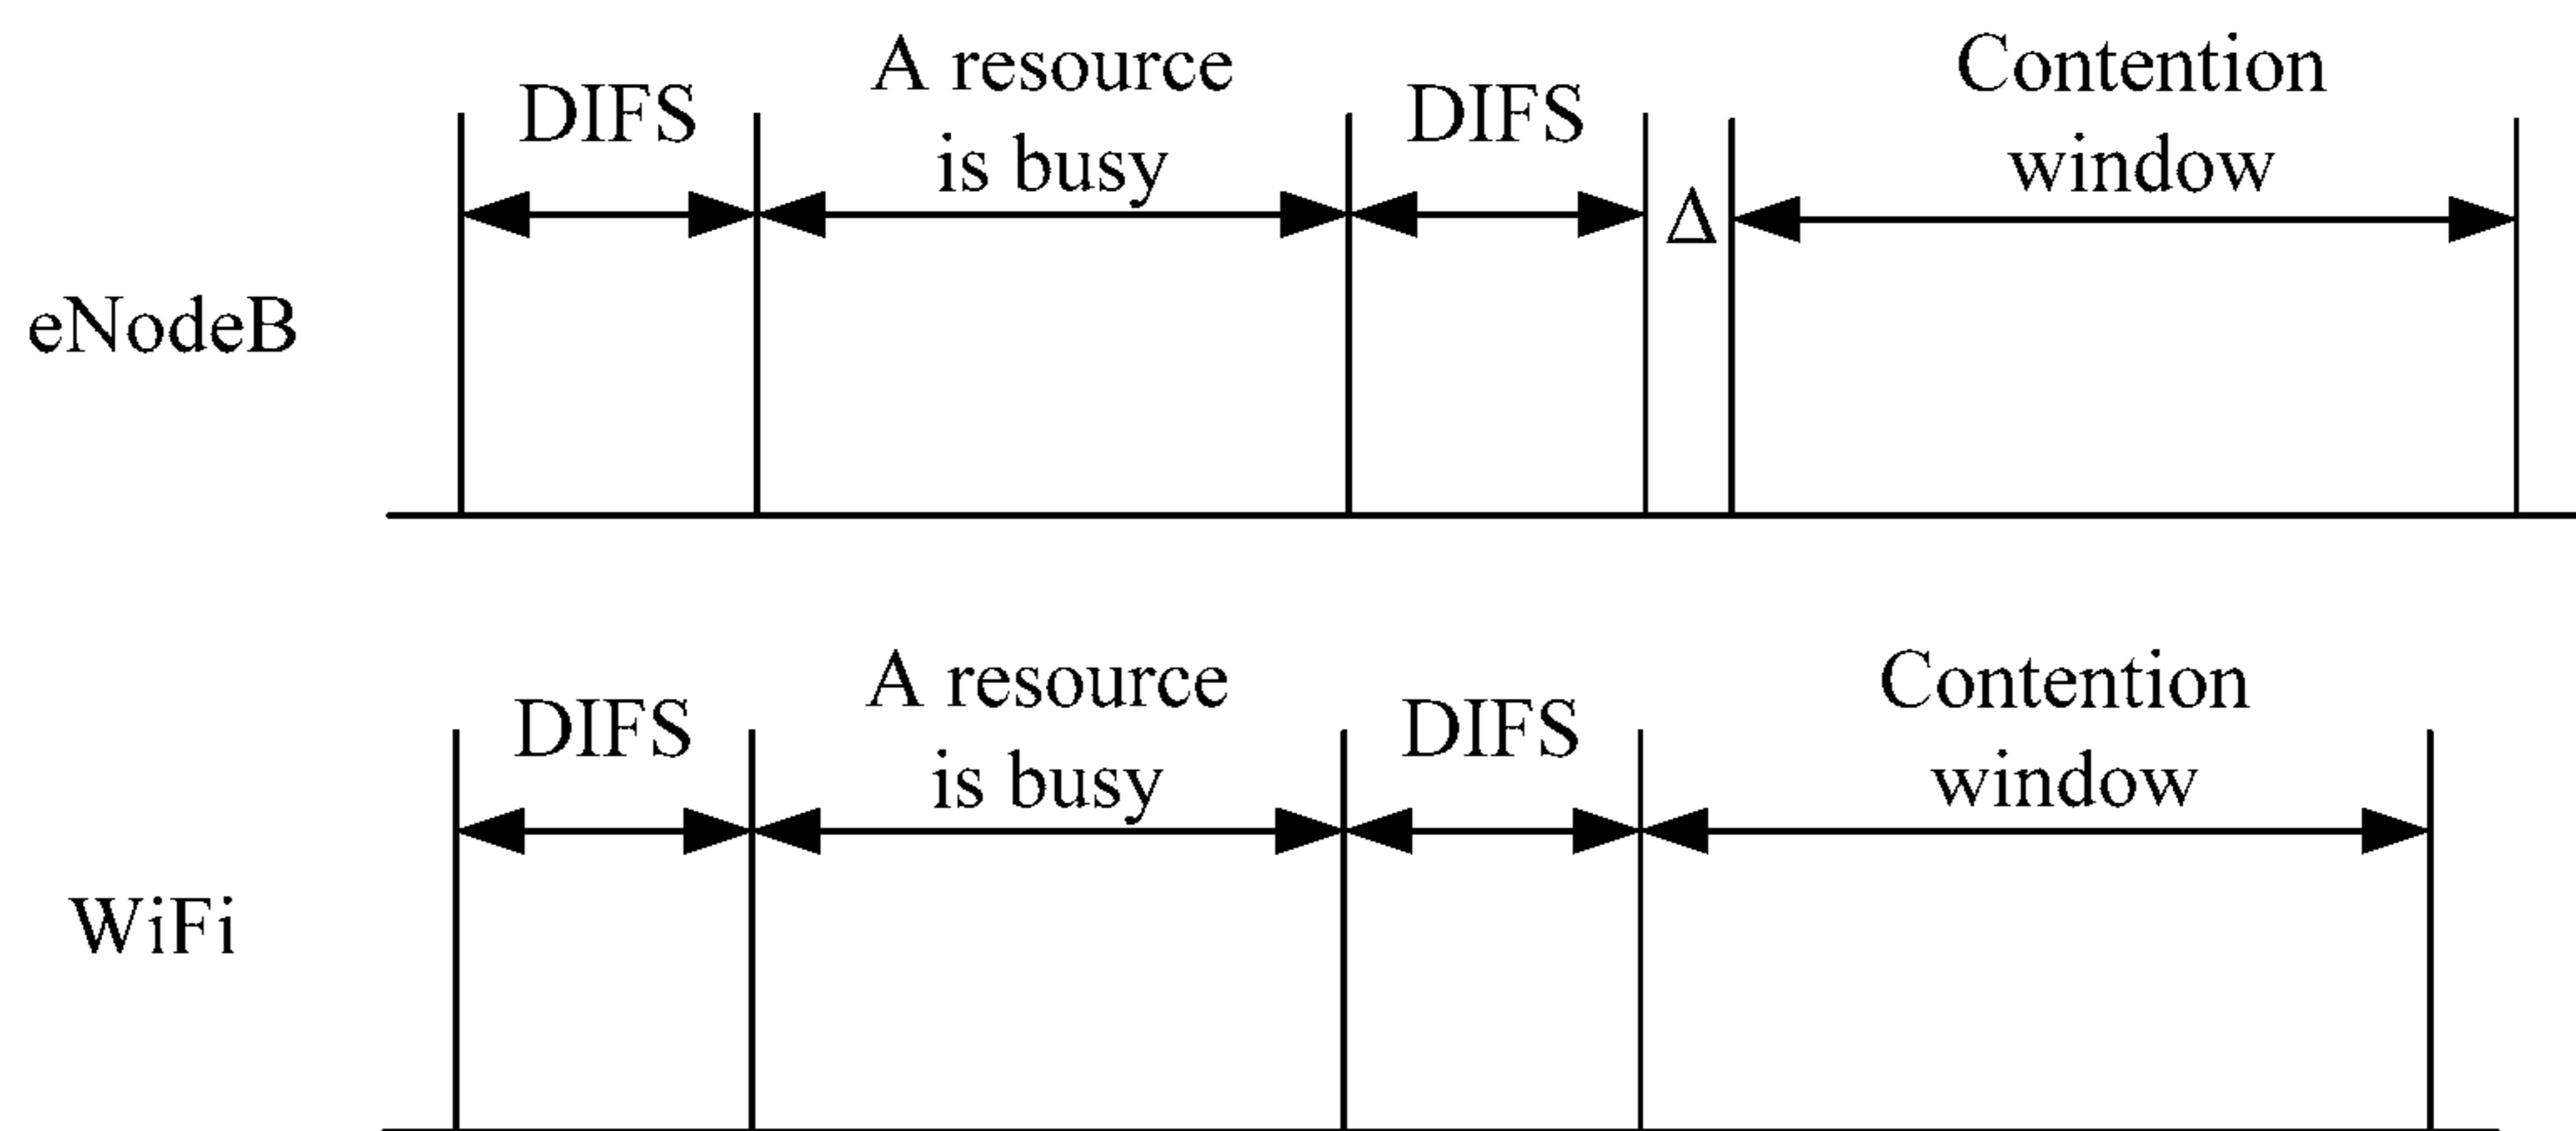 A resource
Contention
DIFS
DIFS
is busy
window
Δ
eNodeB
A resource
Contention
DIFS
DIFS
is busy
window
WiFi